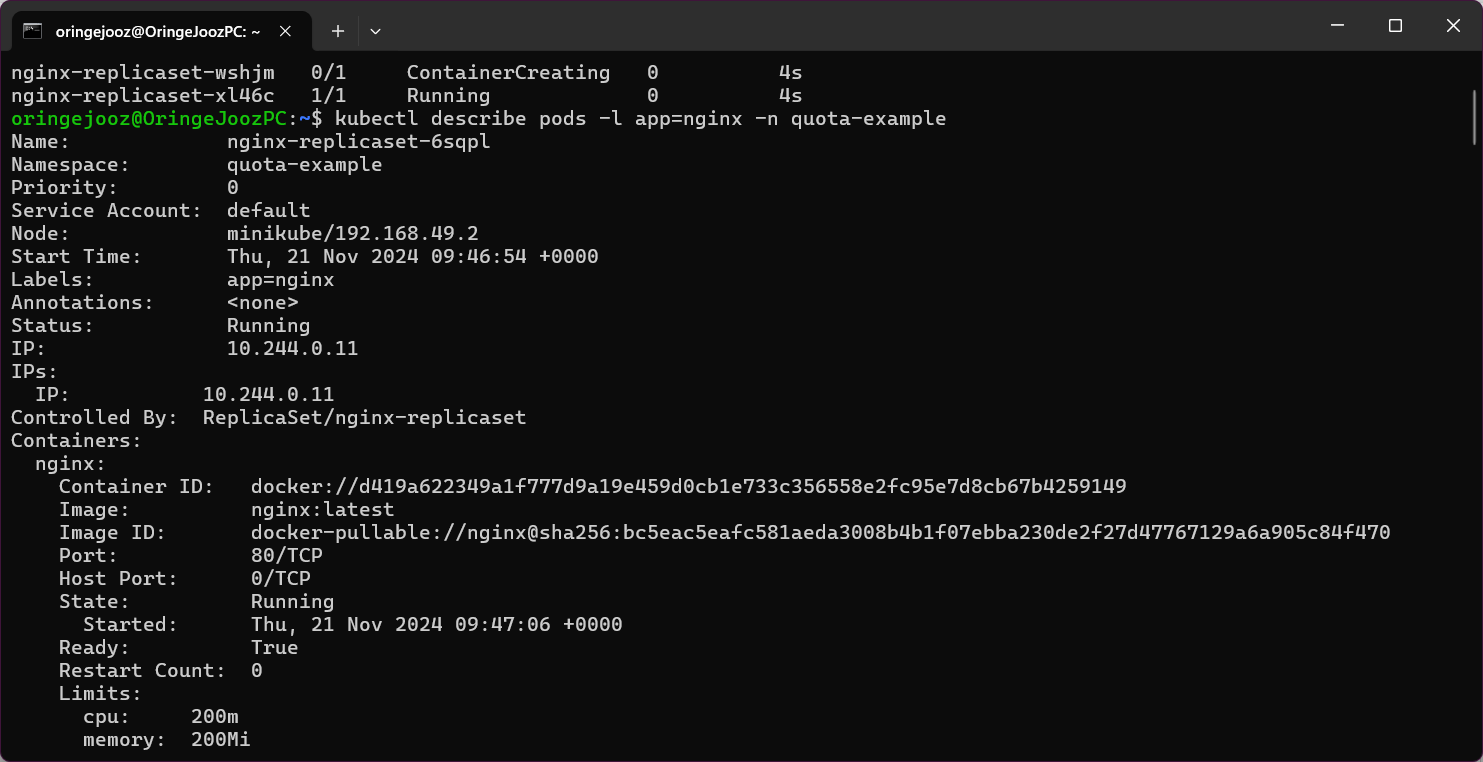 oringejooz@OringeJoozPC: ~
nginx-replicaset-wshjm   0/1     ContainerCreating   0          4s
nginx-replicaset-xl46c   1/1     Running             0          4s
oringejooz@OringeJoozPC:~$ kubectl describe pods -l app=nginx -n quota-example
Name:             nginx-replicaset-6sqpl
Namespace:        quota-example
Priority:         0
Service Account:  default
Node:             minikube/192.168.49.2
Start Time:       Thu, 21 Nov 2024 09:46:54 +0000
Labels:           app=nginx
Annotations:      <none>
Status:           Running
IP:               10.244.0.11
IPs:
  IP:           10.244.0.11
Controlled By:  ReplicaSet/nginx-replicaset
Containers:
  nginx:
    Container ID:   docker://d419a622349a1f777d9a19e459d0cb1e733c356558e2fc95e7d8cb67b4259149
    Image:          nginx:latest
    Image ID:       docker-pullable://nginx@sha256:bc5eac5eafc581aeda3008b4b1f07ebba230de2f27d47767129a6a905c84f470
    Port:           80/TCP
    Host Port:      0/TCP
    State:          Running
      Started:      Thu, 21 Nov 2024 09:47:06 +0000
    Ready:          True
    Restart Count:  0
    Limits:
      cpu:     200m
      memory:  200Mi